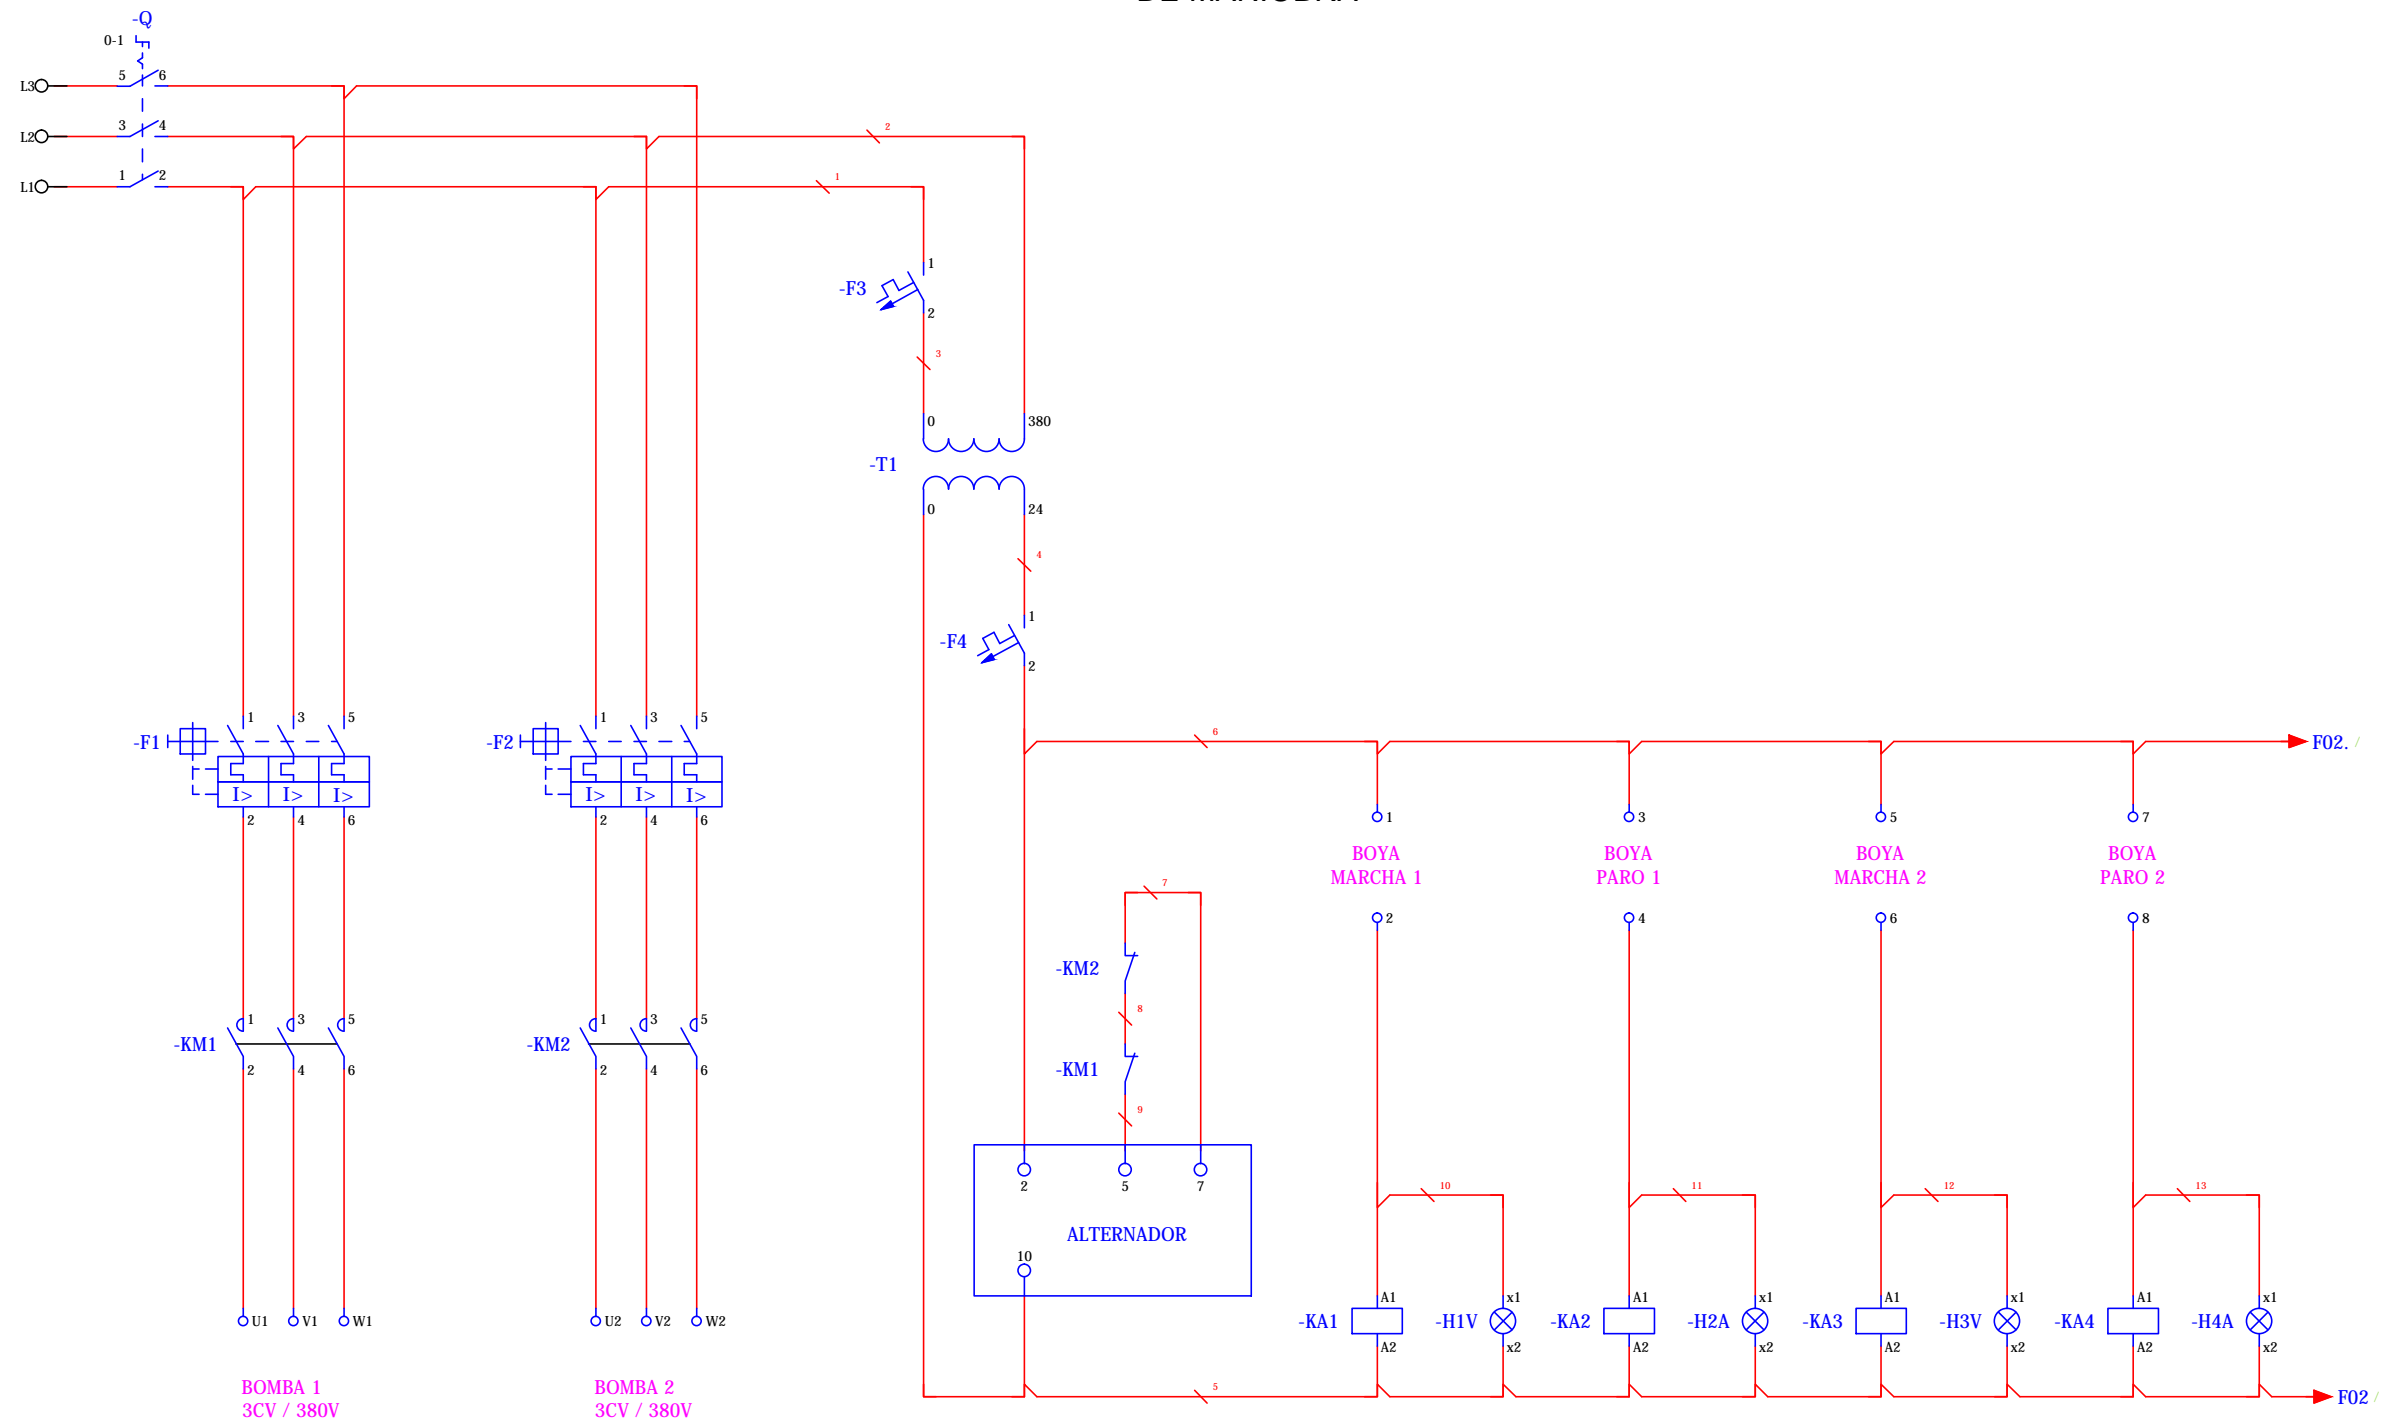 -Q
0-1
L3 5 6
L2 3 4
L1 1 2
2
1
-F3 1
2
3
0 380
-T1
0 24
4
-F4 1
2
-F1 1 3 5
I> I> I>
2 4 6
-F2 1 3 5
I> I> I>
2 4 6
6
F02. /
1 3 5 7
BOYA
MARCHA 1
BOYA
PARO 1
BOYA
MARCHA 2
BOYA
PARO 2
2 4 6 8
7
-KM2
8
-KM1
9
-KM1 1 3 5
2 4 6
-KM2 1 3 5
2 4 6
2 5 7
ALTERNADOR
10
10 11 12 13
-KA1 A1 A2
-H1V x1 x2
-KA2 A1 A2
-H2A x1 x2
-KA3 A1 A2
-H3V x1 x2
-KA4 A1 A2
-H4A x1 x2
U1 V1 W1
U2 V2 W2
BOMBA 1
3CV / 380V
BOMBA 2
3CV / 380V
5
F02 /